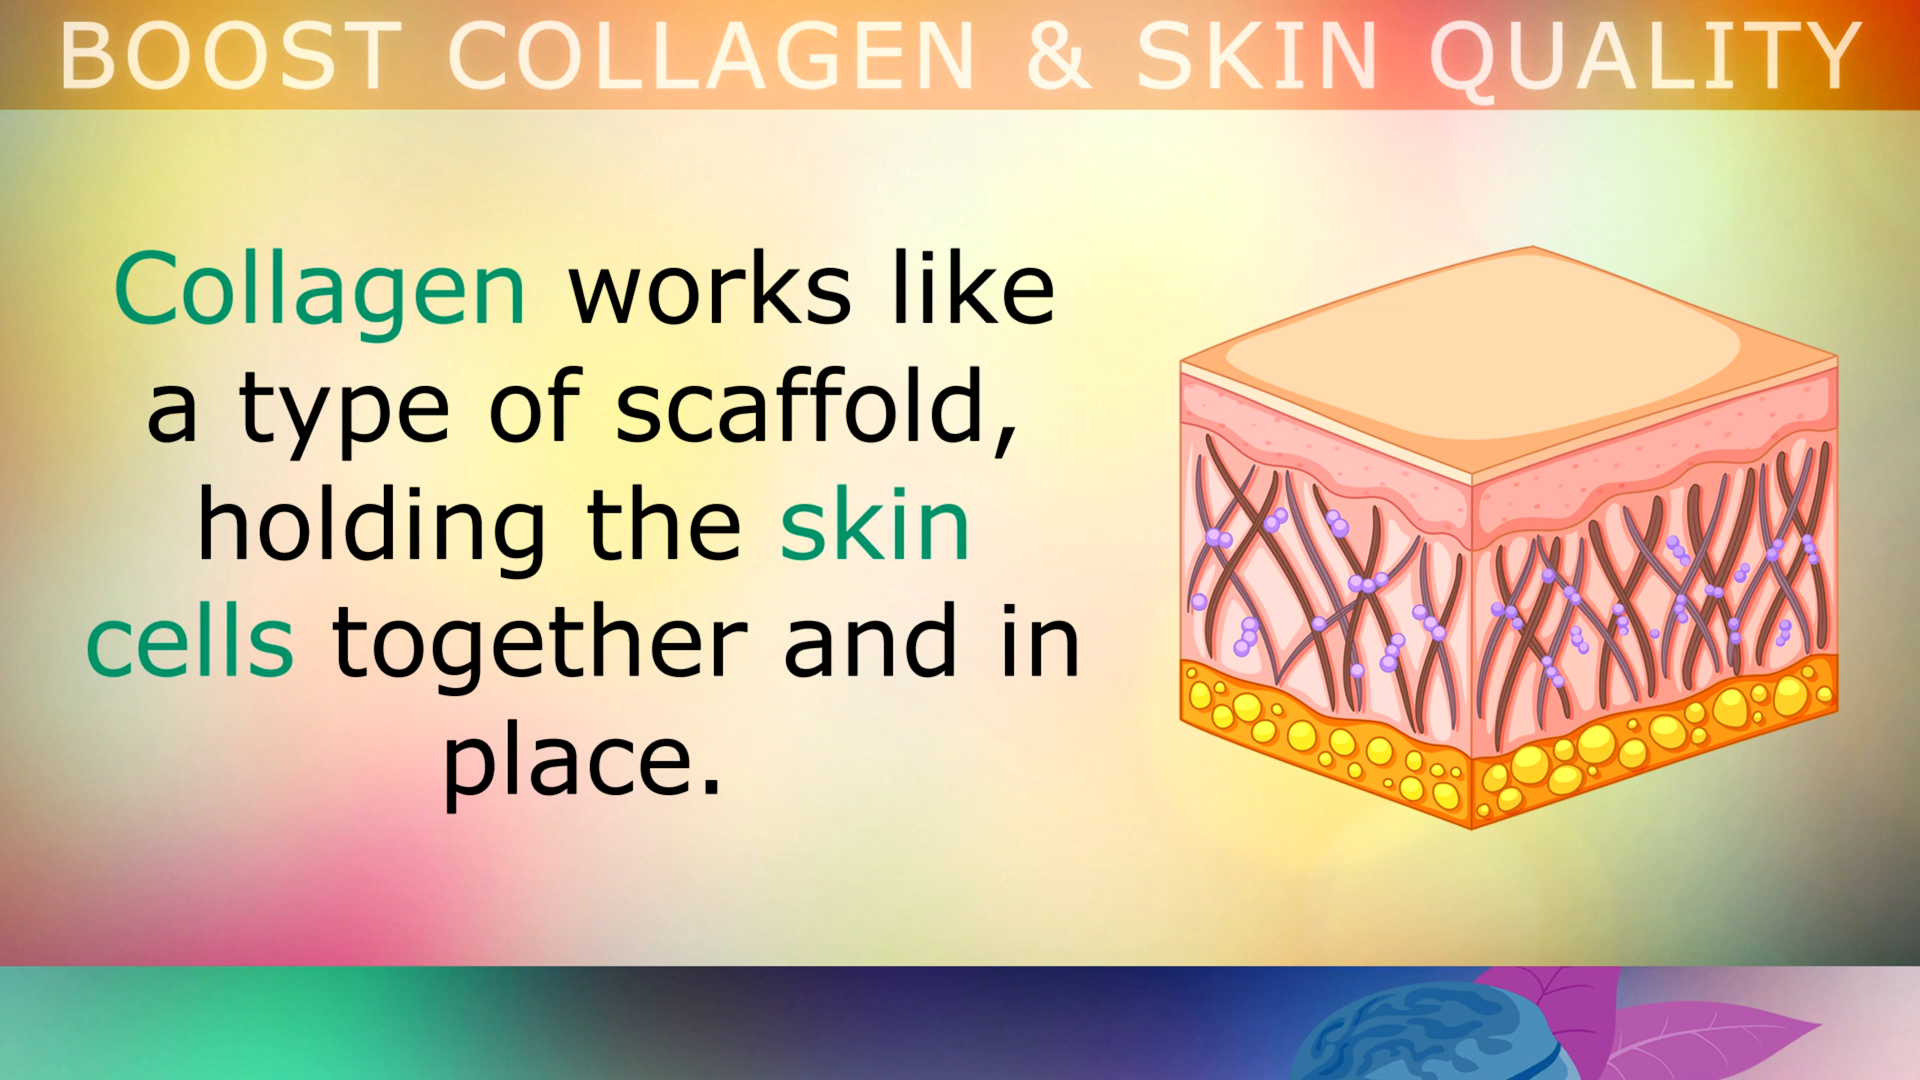 BOOST COLLAGEN & SKIN QUALITY
Collagen works like
a type of scaffold,
holding the skin
cells together and in
place.